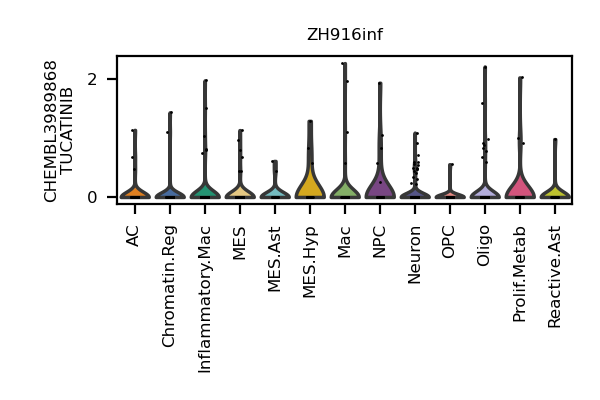 ZH916inf
CHEMBL3989868
TUCATINIB
2
0
AC
Chromatin.Reg
Inflammatory.Mac
MES
MES.Ast
MES.Hyp
Mac
NPC
Neuron
OPC
Oligo
Prolif.Metab
Reactive.Ast